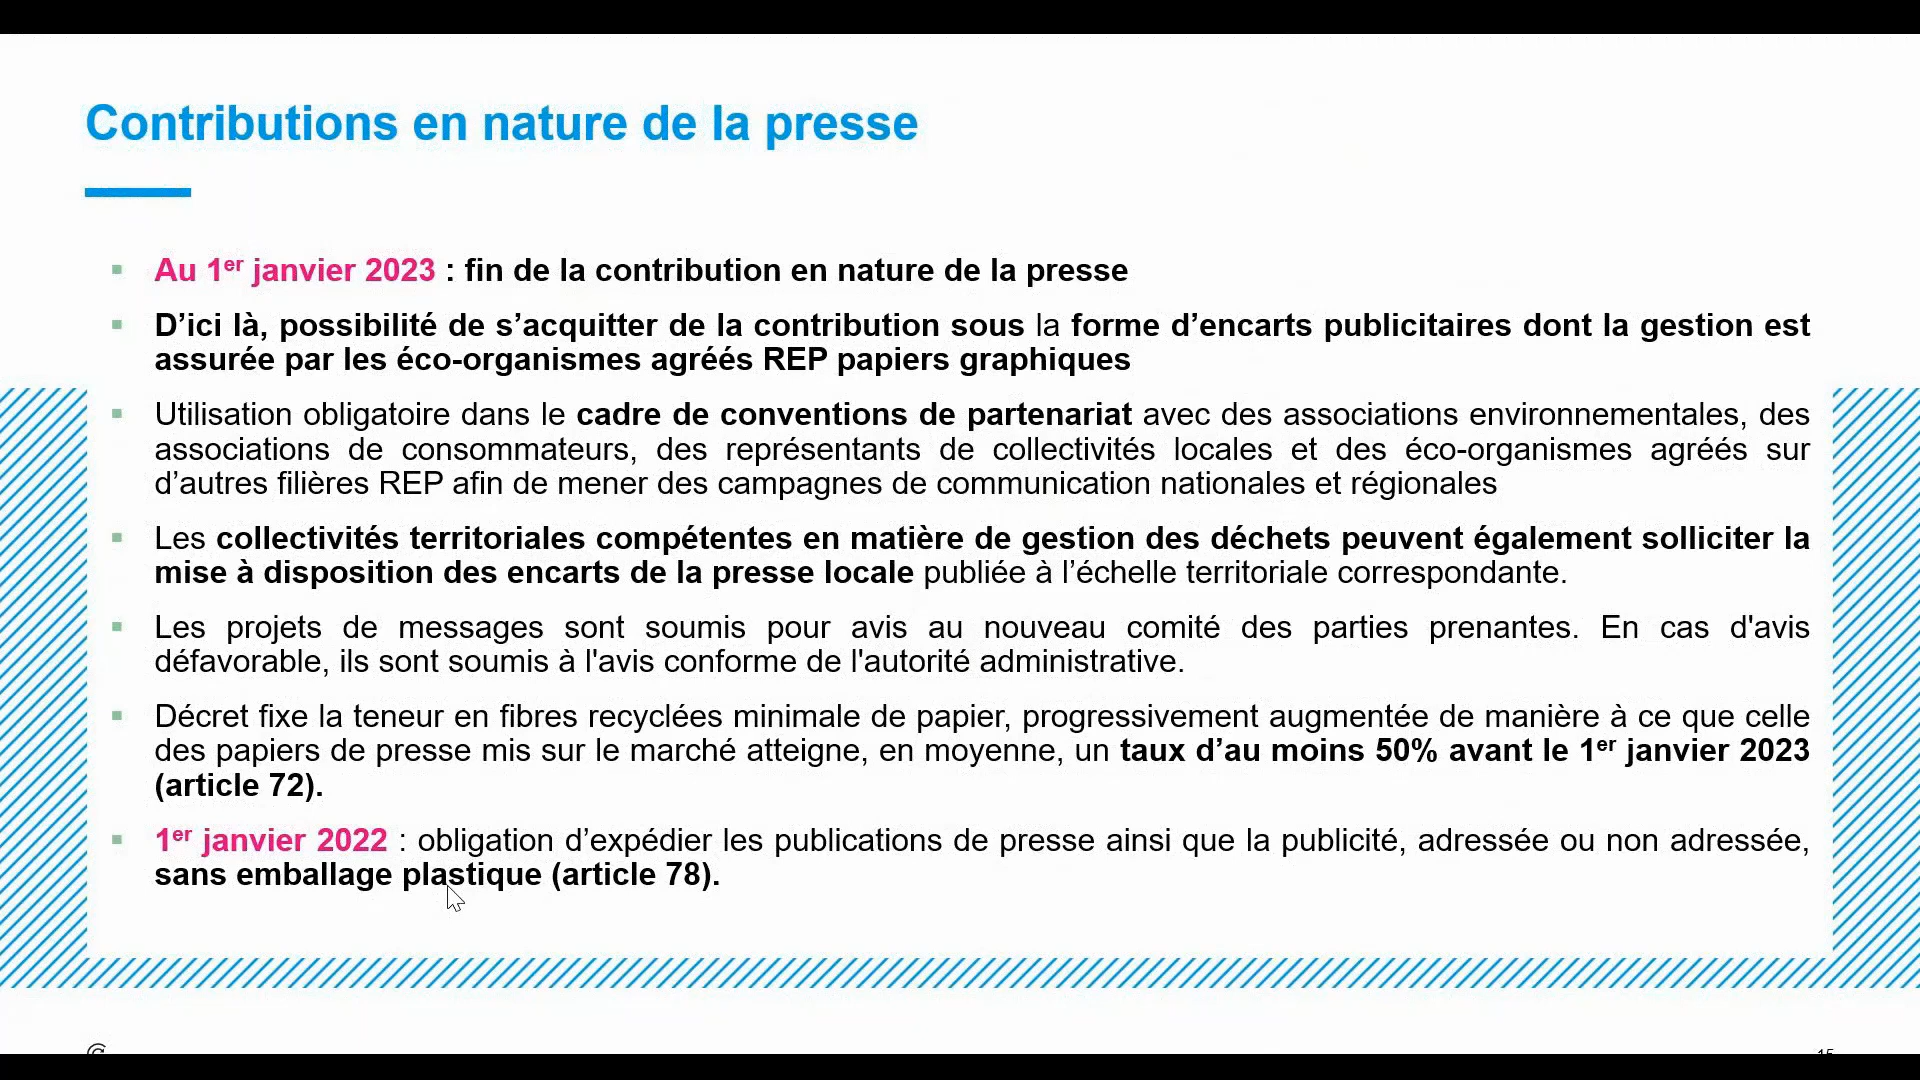 Contributions en nature de la presse
Au 1er janvier 2023 : fin de la contribution en nature de la presse
D’ici là, possibilité de s’acquitter de la contribution sous la forme d’encarts publicitaires dont la gestion est
assurée par les éco-organismes agréés REP papiers graphiques
Utilisation obligatoire dans le cadre de conventions de partenariat avec des associations environnementales, des
associations de consommateurs, des représentants de collectivités locales et des éco-organismes agréés sur
d’autres filières REP afin de mener des campagnes de communication nationales et régionales
Les collectivités territoriales compétentes en matière de gestion des déchets peuvent également solliciter la
mise à disposition des encarts de la presse locale publiée à l’échelle territoriale correspondante.
Les projets de messages sont soumis pour avis au nouveau comité des parties prenantes. En cas d'avis
défavorable, ils sont soumis à l'avis conforme de l'autorité administrative.
Décret fixe la teneur en fibres recyclées minimale de papier, progressivement augmentée de manière à ce que celle
des papiers de presse mis sur le marché atteigne, en moyenne, un taux d’au moins 50% avant le 1er janvier 2023
(article 72).
1er janvier 2022 : obligation d’expédier les publications de presse ainsi que la publicité, adressée ou non adressée,
sans emballage plastique (article 78).